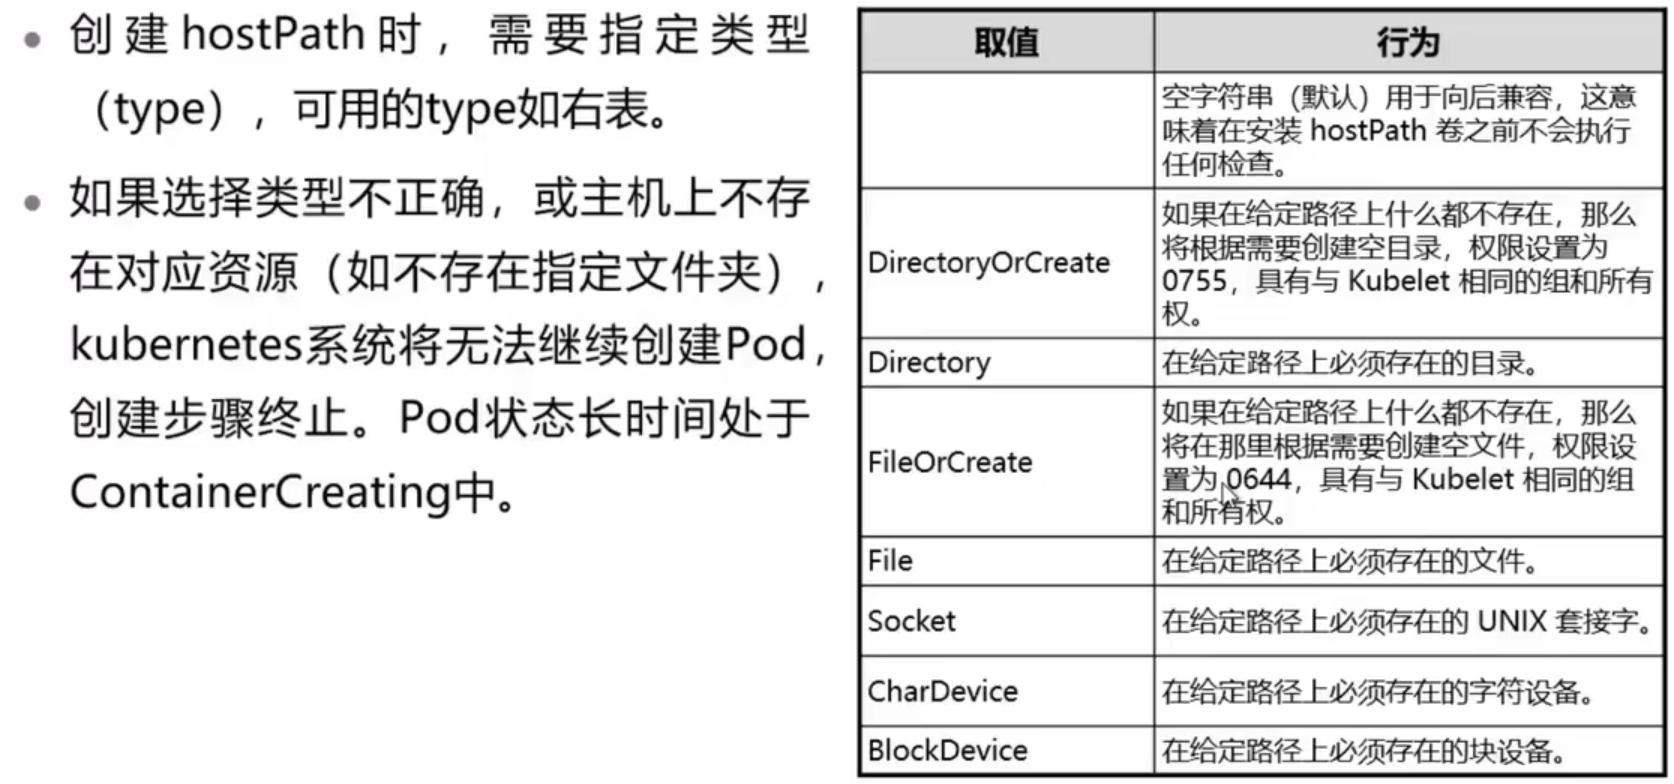 创建hostPath时，需要指定类型
（type），可用的type如右表。
如果选择类型不正确，或主机上不存
在对应资源（如不存在指定文件夹），
kubernetes系统将无法继续创建Pod，
创建步骤终止。Pod状态长时间处于
ContainerCreating中。
取值 行为
空字符串（默认）用于向后兼容，这意
味着在安装 hostPath 卷之前不会执行
任何检查。
DirectoryOrCreate
如果在给定路径上什么都不存在，那么
将根据需要创建空目录，权限设置为
0755，具有与 Kubelet 相同的组和所有
权。
Directory 在给定路径上必须存在的目录。
FileOrCreate
如果在给定路径上什么都不存在，那么
将在那里根据需要创建空文件，权限设
置为 0644，具有与 Kubelet 相同的组
和所有权。
File 在给定路径上必须存在的文件。
Socket 在给定路径上必须存在的 UNIX 套接字。
CharDevice 在给定路径上必须存在的字符设备。
BlockDevice 在给定路径上必须存在的块设备。